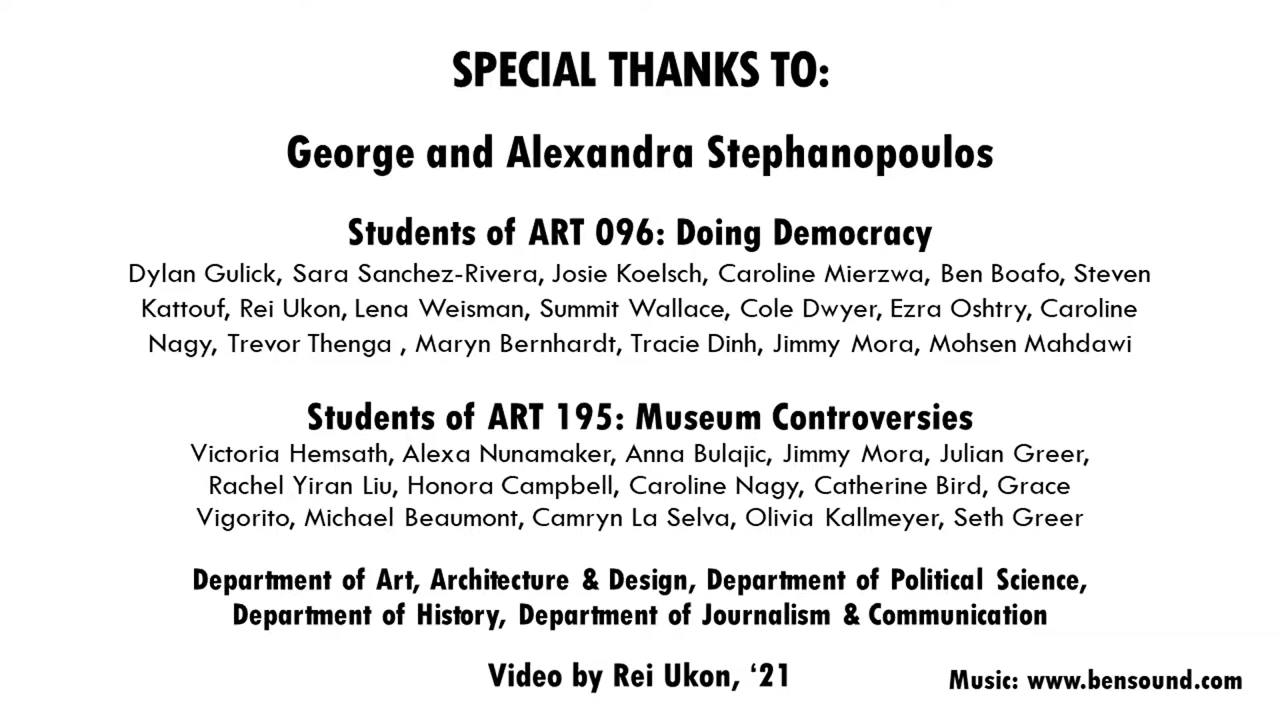 SPECIAL THANKS TO:
George and Alexandra Stephanopoulos
Students of ART 096: Doing Democracy
Dylan Gulick, Sara Sanchez-Rivera, Josie Koelsch, Caroline Mierzwa, Ben Boafo, Steven
Kattouf, Rei Ukon, Lena Weisman, Summit Wallace, Cole Dwyer, Ezra Oshtry, Caroline
Nagy, Trevor Thenga , Maryn Bernhardt, Tracie Dinh, Jimmy Mora, Mohsen Mahdawi
Students of ART 195: Museum Controversies
Victoria Hemsath, Alexa Nunamaker, Anna Bulajic, Jimmy Mora, Julian Greer,
Rachel Yiran Liu, Honora Campbell, Caroline Nagy, Catherine Bird, Grace
Vigorito, Michael Beaumont, Camryn La Selva, Olivia Kallmeyer, Seth Greer
Department of Art, Architecture & Design, Department of Political Science,
Department of History, Department of Journalism & Communication
Video by Rei Ukon, ‘21
Music: www.bensound.com